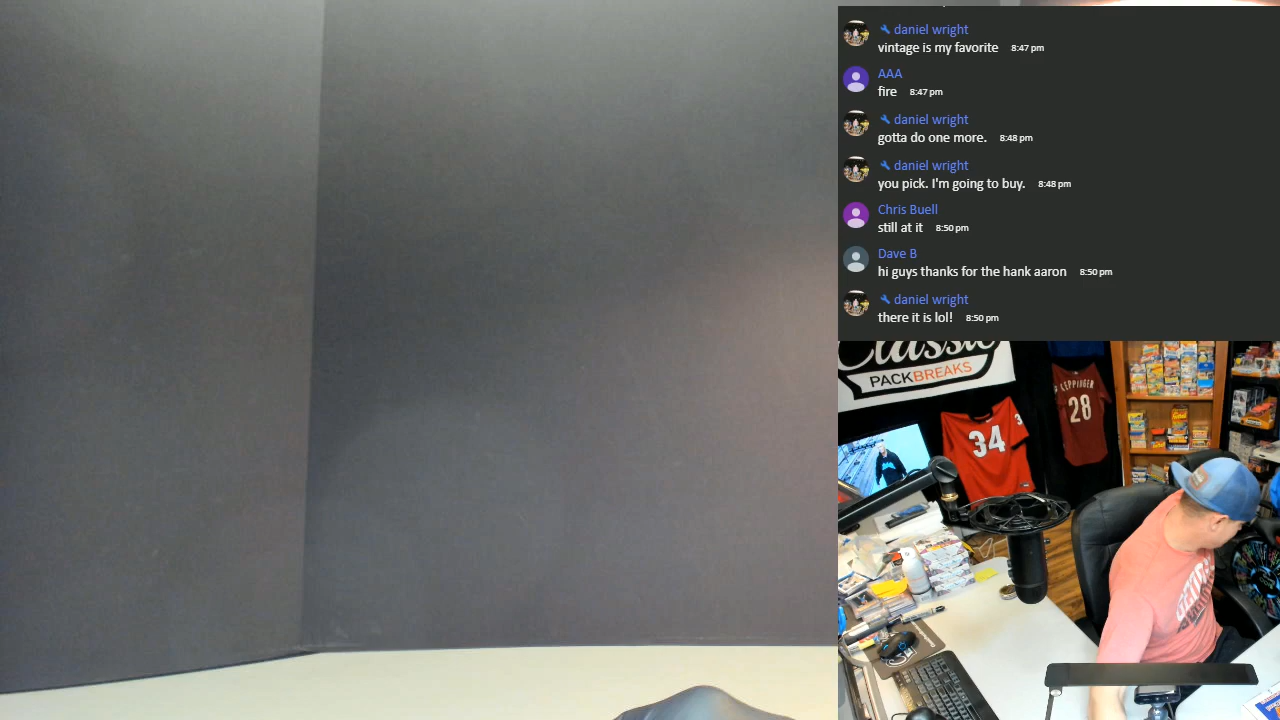 daniel wright
vintage is my favorite 8:47 pm
AAA
fire 8:47 pm
daniel wright
gotta do one more. 8:48 pm
daniel wright
you pick. I'm going to buy. 8:48 pm
Chris Buell
still at it 8:50 pm
Dave B
hi guys thanks for the hank aaron 8:50 pm
daniel wright
there it is lol! 8:50 pm
Classic
PACKBREAKS
LEPPINGER
28
34
3